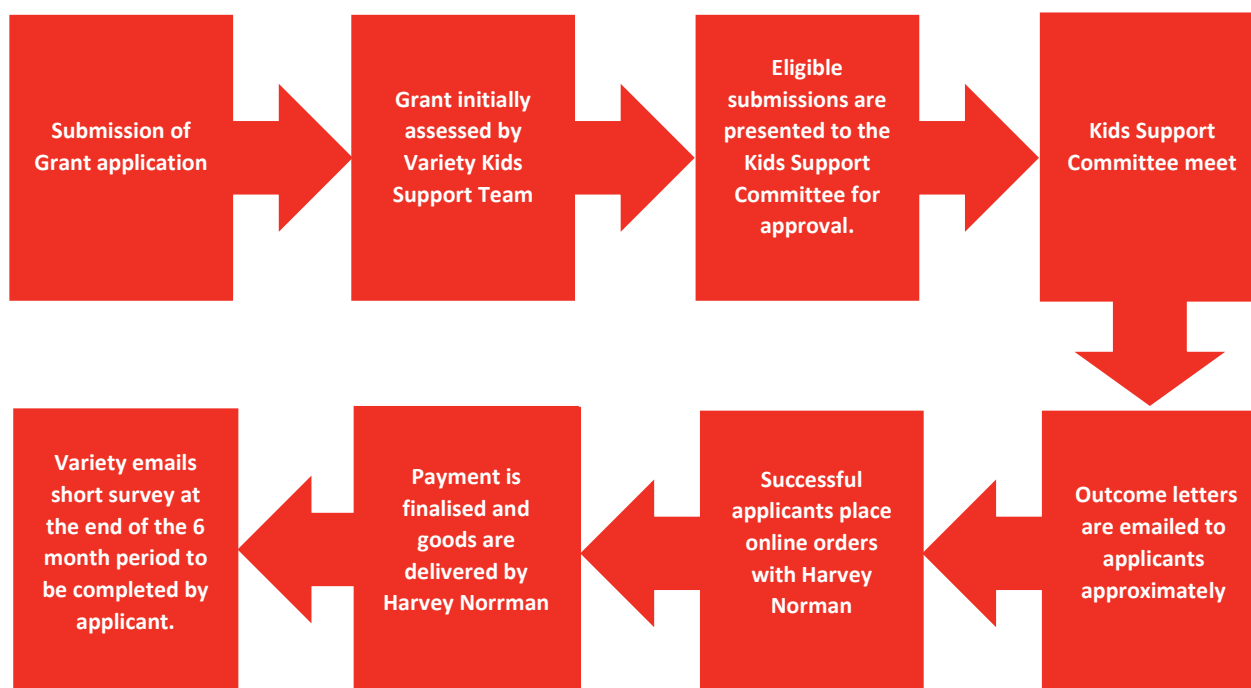 Submission of
Grant application
Grant initially
assessed by
Variety Kids
Support Team
Eligible
submissions are
presented to the
Kids Support
Committee for
approval.
Kids Support
Committee meet
Outcome letters
are emailed to
applicants
approximately
Successful
applicants place
online orders
with Harvey
Norman
Payment is
finalised and
goods are
delivered by
Harvey Norrman
Variety emails
short survey at
the end of the 6
month period to
be completed by
applicant.